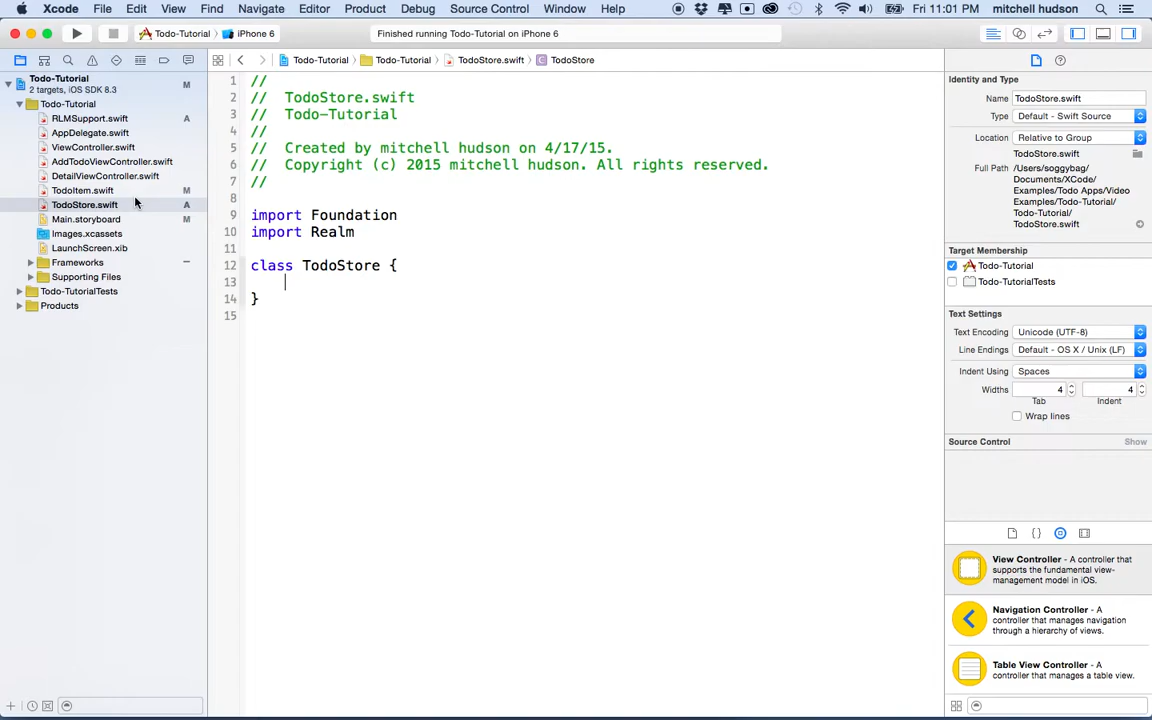 Xcode File Edit View Find Navigate Editor Product Debug Source Control Window Help Fri 11:01 PM mitchell hudson
Todo-Tutorial iPhone 6 Finished running Todo-Tutorial on iPhone 6
Todo-Tutorial Todo-Tutorial TodoStore.swift C TodoStore
Todo-Tutorial M
2 targets, iOS SDK 8.3
Todo-Tutorial
RLMSupport.swift A
AppDelegate.swift
ViewController.swift
AddTodoViewController.swift
DetailViewController.swift
TodoItem.swift M
TodoStore.swift A
Main.storyboard M
Images.xcassets
LaunchScreen.xib
Frameworks
Supporting Files
Todo-TutorialTests
Products
1 //
2 // TodoStore.swift
3 // Todo-Tutorial
4 //
5 // Created by mitchell hudson on 4/17/15.
6 // Copyright (c) 2015 mitchell hudson. All rights reserved.
7 //
8
9 import Foundation
10 import Realm
11
12 class TodoStore {
13
14 }
15
Identity and Type
Name TodoStore.swift
Type Default - Swift Source
Location Relative to Group
TodoStore.swift
Full Path /Users/soggybag/
Documents/XCode/
Examples/Todo Apps/Video
Examples/Todo-Tutorial/
Todo-Tutorial/
TodoStore.swift
Target Membership
Todo-Tutorial
Todo-TutorialTests
Text Settings
Text Encoding Unicode (UTF-8)
Line Endings Default - OS X / Unix (LF)
Indent Using Spaces
Widths 4 4
Tab Indent
Wrap lines
Source Control Show
View Controller - A controller that
supports the fundamental view-
management model in iOS.
Navigation Controller - A
controller that manages navigation
through a hierarchy of views.
Table View Controller - A
controller that manages a table view.